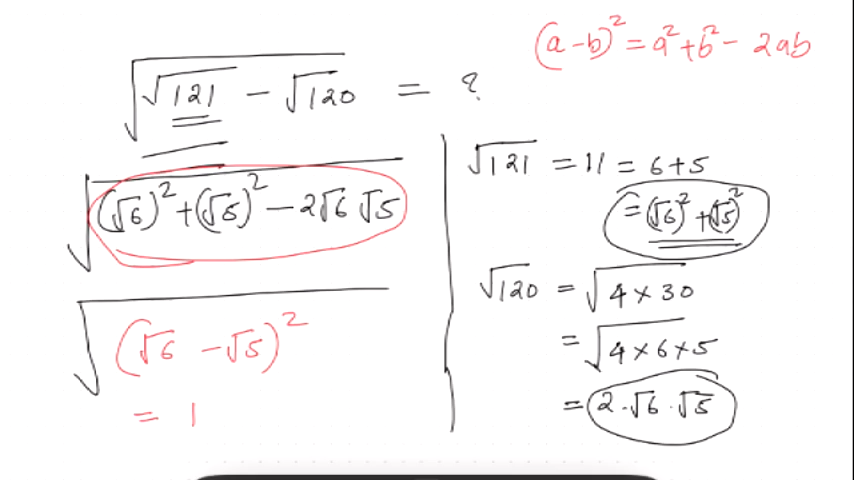 (a-b)² = a² + b² - 2ab
√(√121 - √120) = ?
√((√6)² + (√5)² - 2√6 √5)
√((√6 - √5)²)
= 1
√121 = 11 = 6+5
= (√6)² + (√5)²
√120 = √(4 × 30)
= √(4 × 6 × 5)
= 2 · √6 · √5